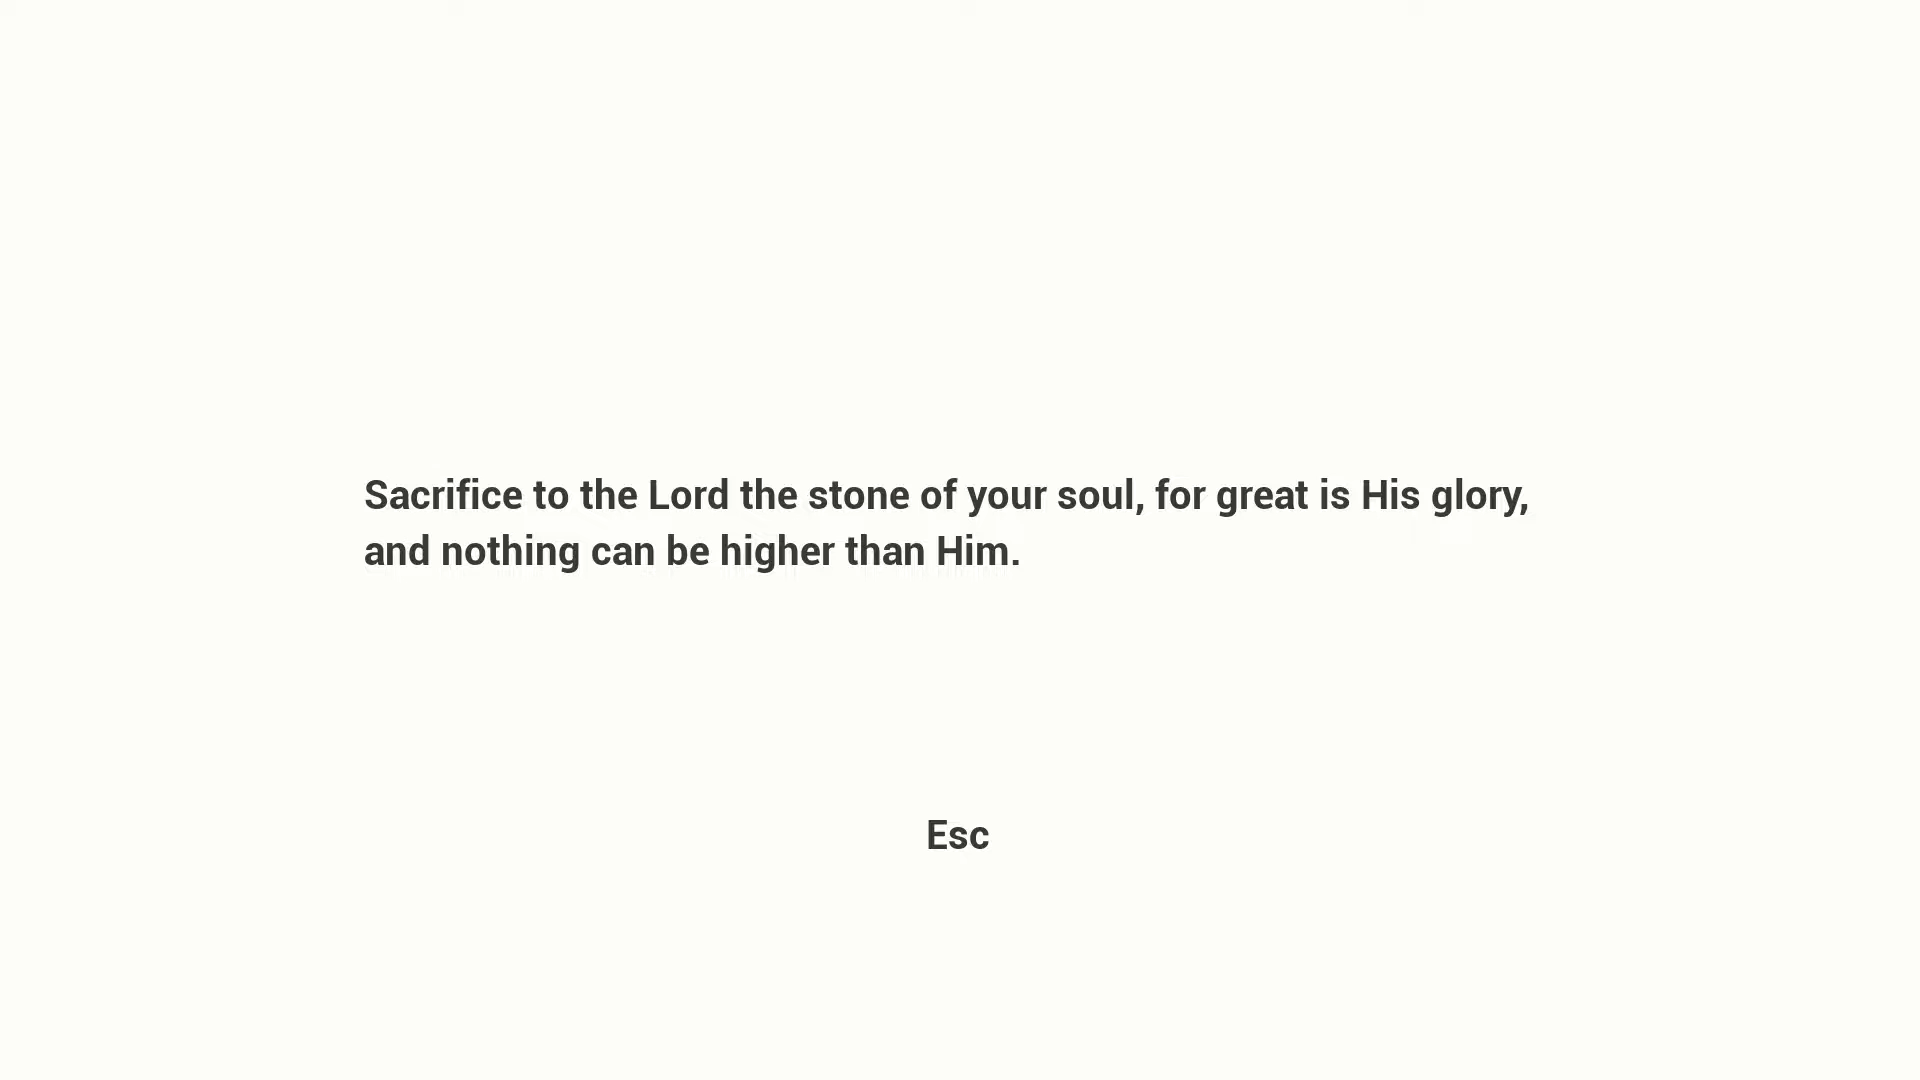 Sacrifice to the Lord the stone of your soul, for great is His glory,
and nothing can be higher than Him.
Esc